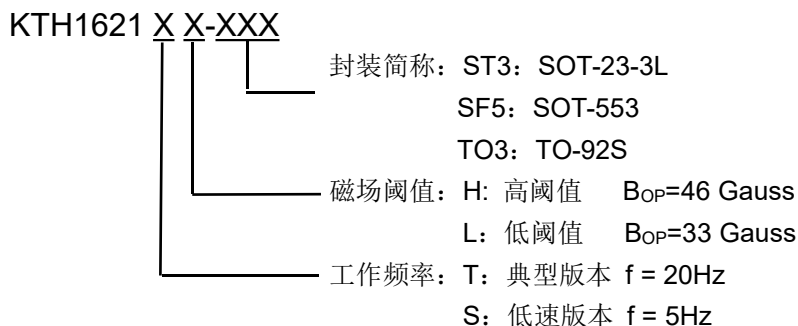 KTH1621 X X-XXX
封装简称：ST3：SOT-23-3L
SF5：SOT-553
TO3：TO-92S
磁场阈值：H: 高阈值 BOP=46 Gauss
L：低阈值 BOP=33 Gauss
工作频率：T：典型版本 f = 20Hz
S：低速版本 f = 5Hz